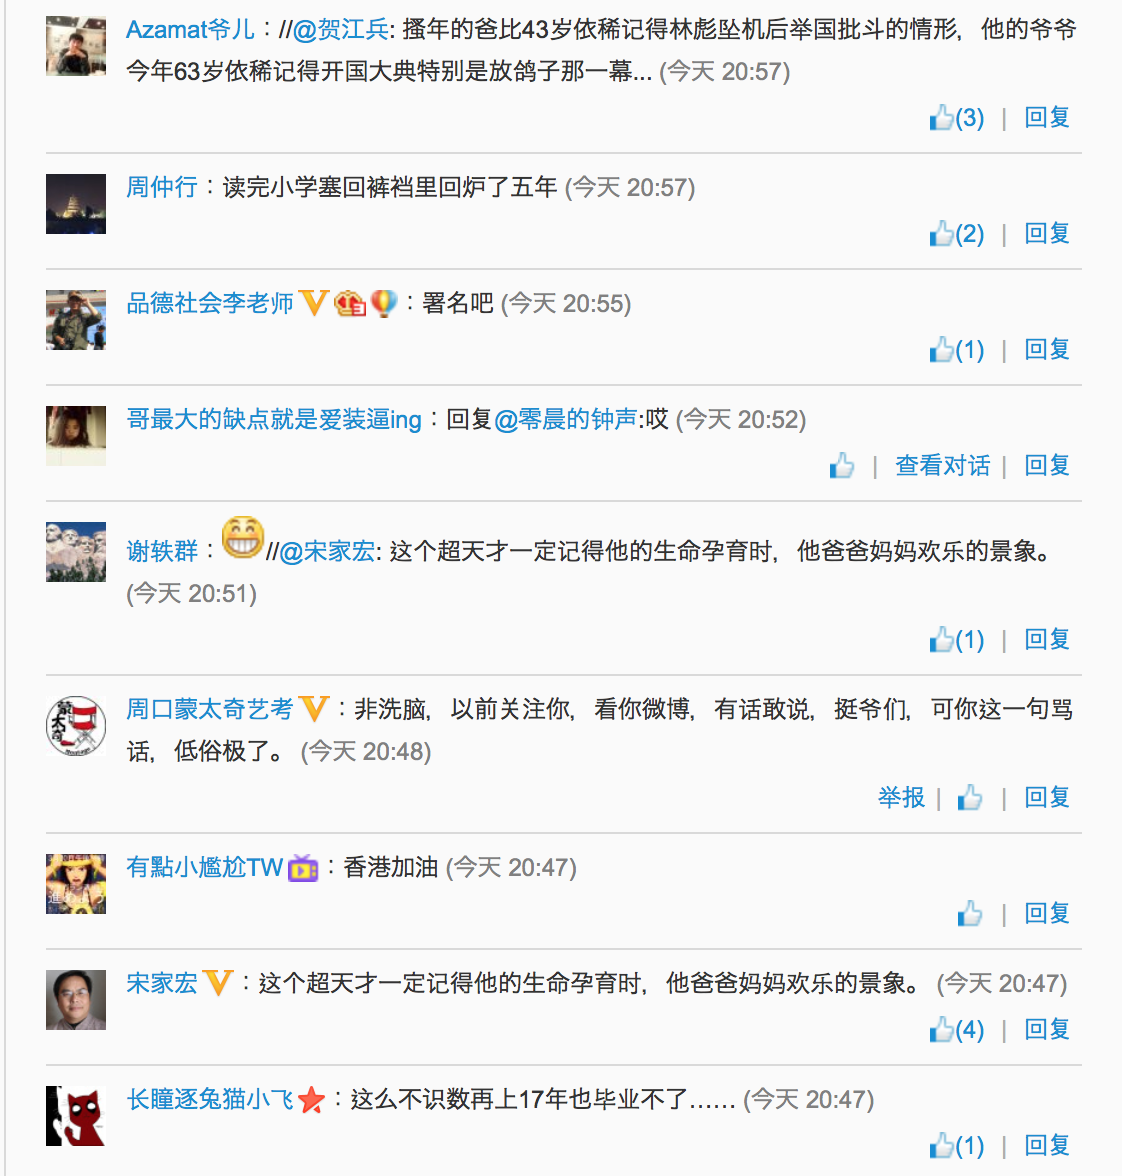 Azamat爷儿：//@贺江兵: 搔年的爸比43岁依稀记得林彪坠机后举国批斗的情形，他的爷爷
今年63岁依稀记得开国大典特别是放鸽子那一幕... (今天 20:57)
(3) | 回复
周仲行：读完小学塞回裤裆里回炉了五年 (今天 20:57)
(2) | 回复
品德社会李老师：署名吧 (今天 20:55)
(1) | 回复
哥最大的缺点就是爱装逼ing：回复@零晨的钟声:哎 (今天 20:52)
| 查看对话 | 回复
谢轶群：//@宋家宏: 这个超天才一定记得他的生命孕育时，他爸爸妈妈欢乐的景象。
(今天 20:51)
(1) | 回复
周口蒙太奇艺考：非洗脑，以前关注你，看你微博，有话敢说，挺爷们，可你这一句骂
话，低俗极了。 (今天 20:48)
举报 | | 回复
有點小尷尬TW：香港加油 (今天 20:47)
| 回复
宋家宏：这个超天才一定记得他的生命孕育时，他爸爸妈妈欢乐的景象。 (今天 20:47)
(4) | 回复
长瞳逐兔猫小飞：这么不识数再上17年也毕业不了…… (今天 20:47)
(1) | 回复